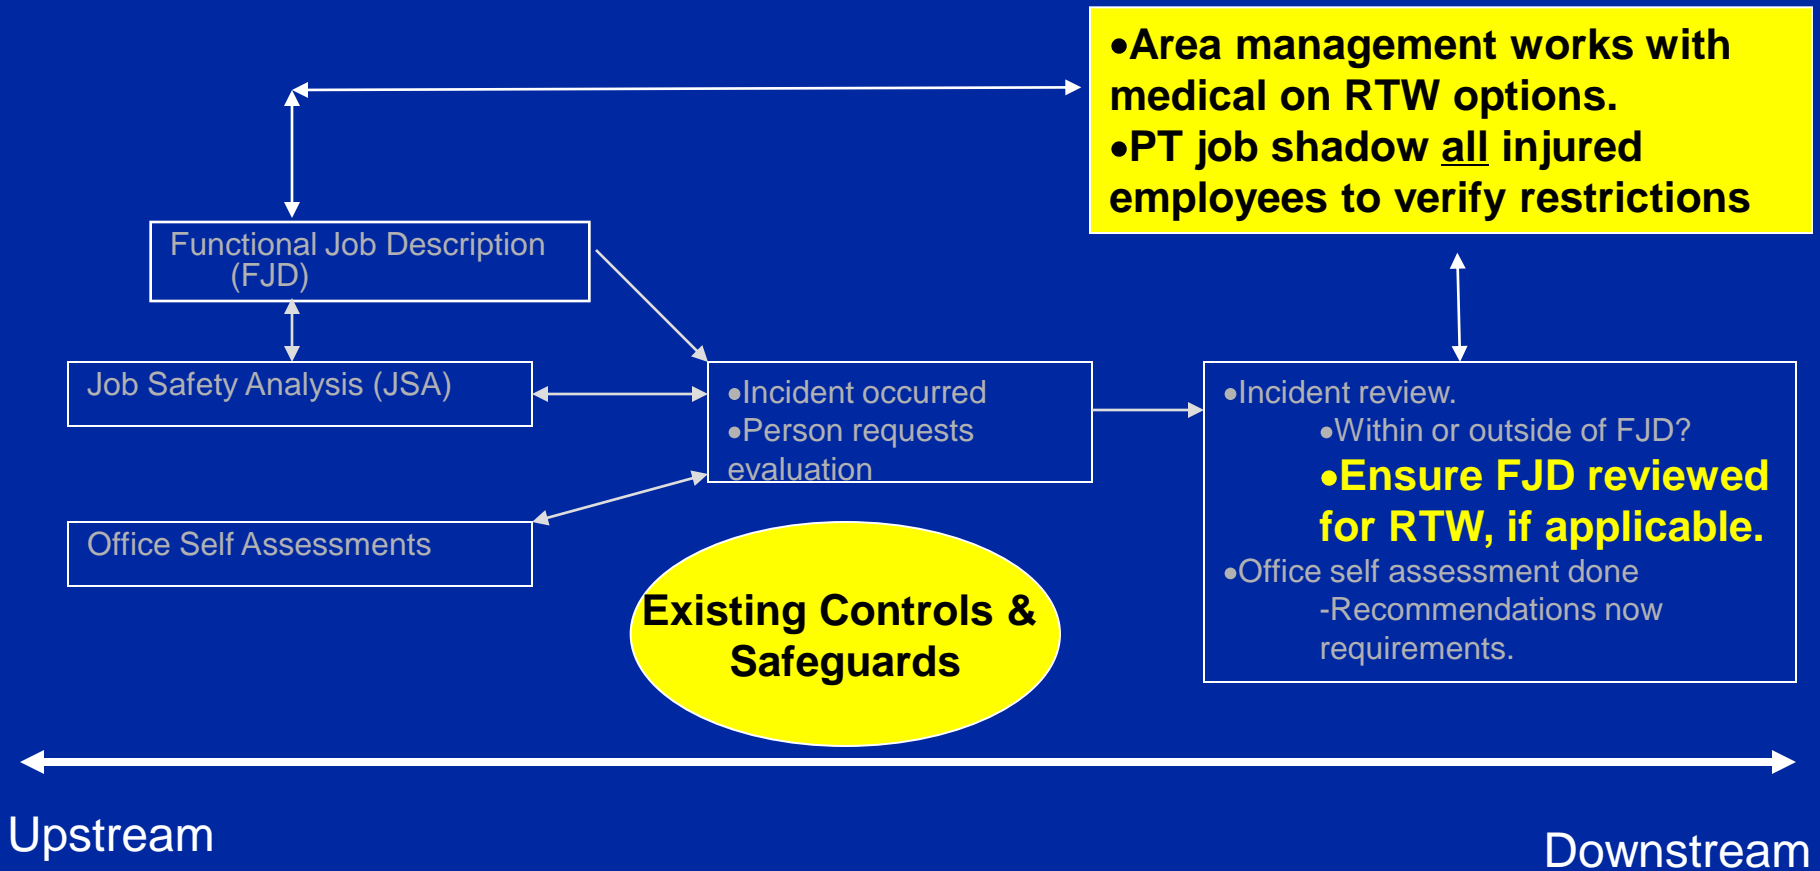 •Area management works with
medical on RTW options.
•PT job shadow all injured
employees to verify restrictions
Functional Job Description
(FJD)
Job Safety Analysis (JSA)
Office Self Assessments
•Incident occurred
•Person requests
evaluation
•Incident review.
•Within or outside of FJD?
•Ensure FJD reviewed
for RTW, if applicable.
•Office self assessment done
-Recommendations now
requirements.
Existing Controls &
Safeguards
Upstream
Downstream